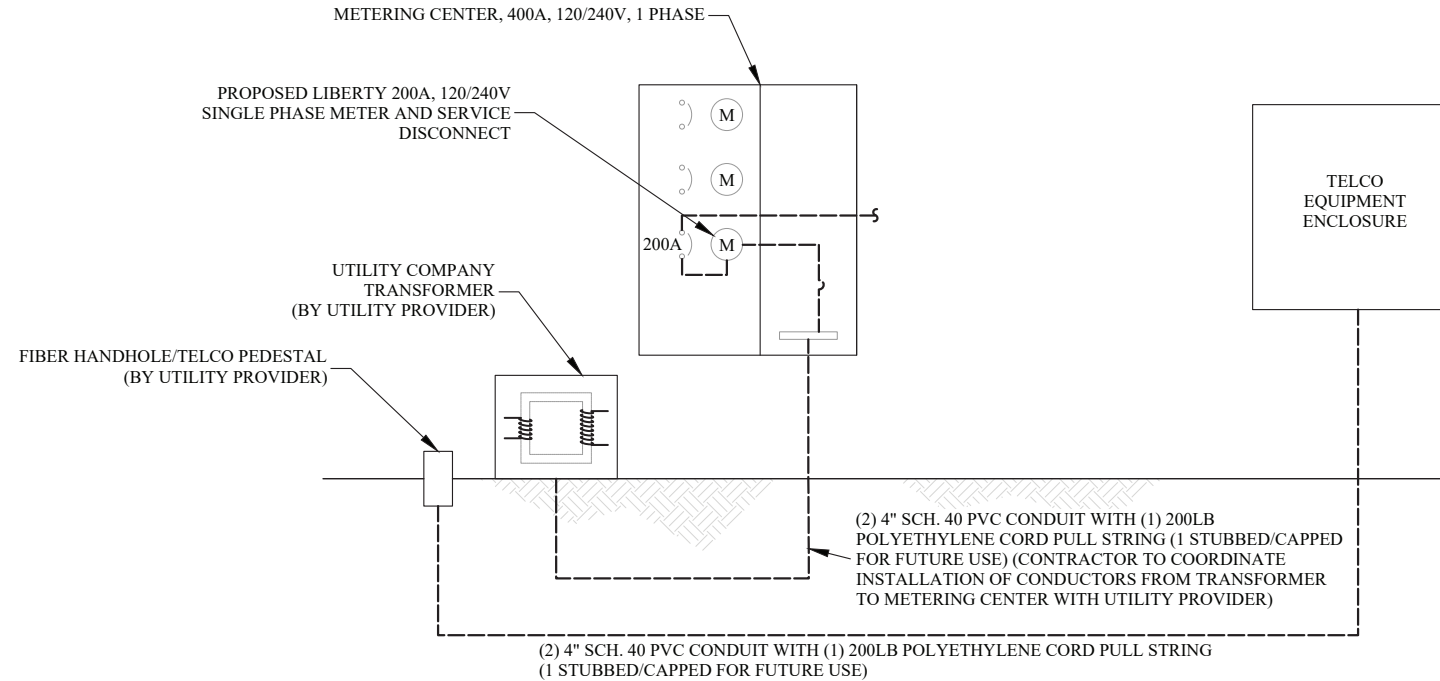 METERING CENTER, 400A, 120/240V, 1 PHASE
PROPOSED LIBERTY 200A, 120/240V
SINGLE PHASE METER AND SERVICE
DISCONNECT
M
M
200A
M
TELCO
EQUIPMENT
ENCLOSURE
UTILITY COMPANY
TRANSFORMER
(BY UTILITY PROVIDER)
FIBER HANDHOLE/TELCO PEDESTAL
(BY UTILITY PROVIDER)
(2) 4" SCH. 40 PVC CONDUIT WITH (1) 200LB
POLYETHYLENE CORD PULL STRING (1 STUBBED/CAPPED
FOR FUTURE USE) (CONTRACTOR TO COORDINATE
INSTALLATION OF CONDUCTORS FROM TRANSFORMER
TO METERING CENTER WITH UTILITY PROVIDER)
(2) 4" SCH. 40 PVC CONDUIT WITH (1) 200LB POLYETHYLENE CORD PULL STRING
(1 STUBBED/CAPPED FOR FUTURE USE)